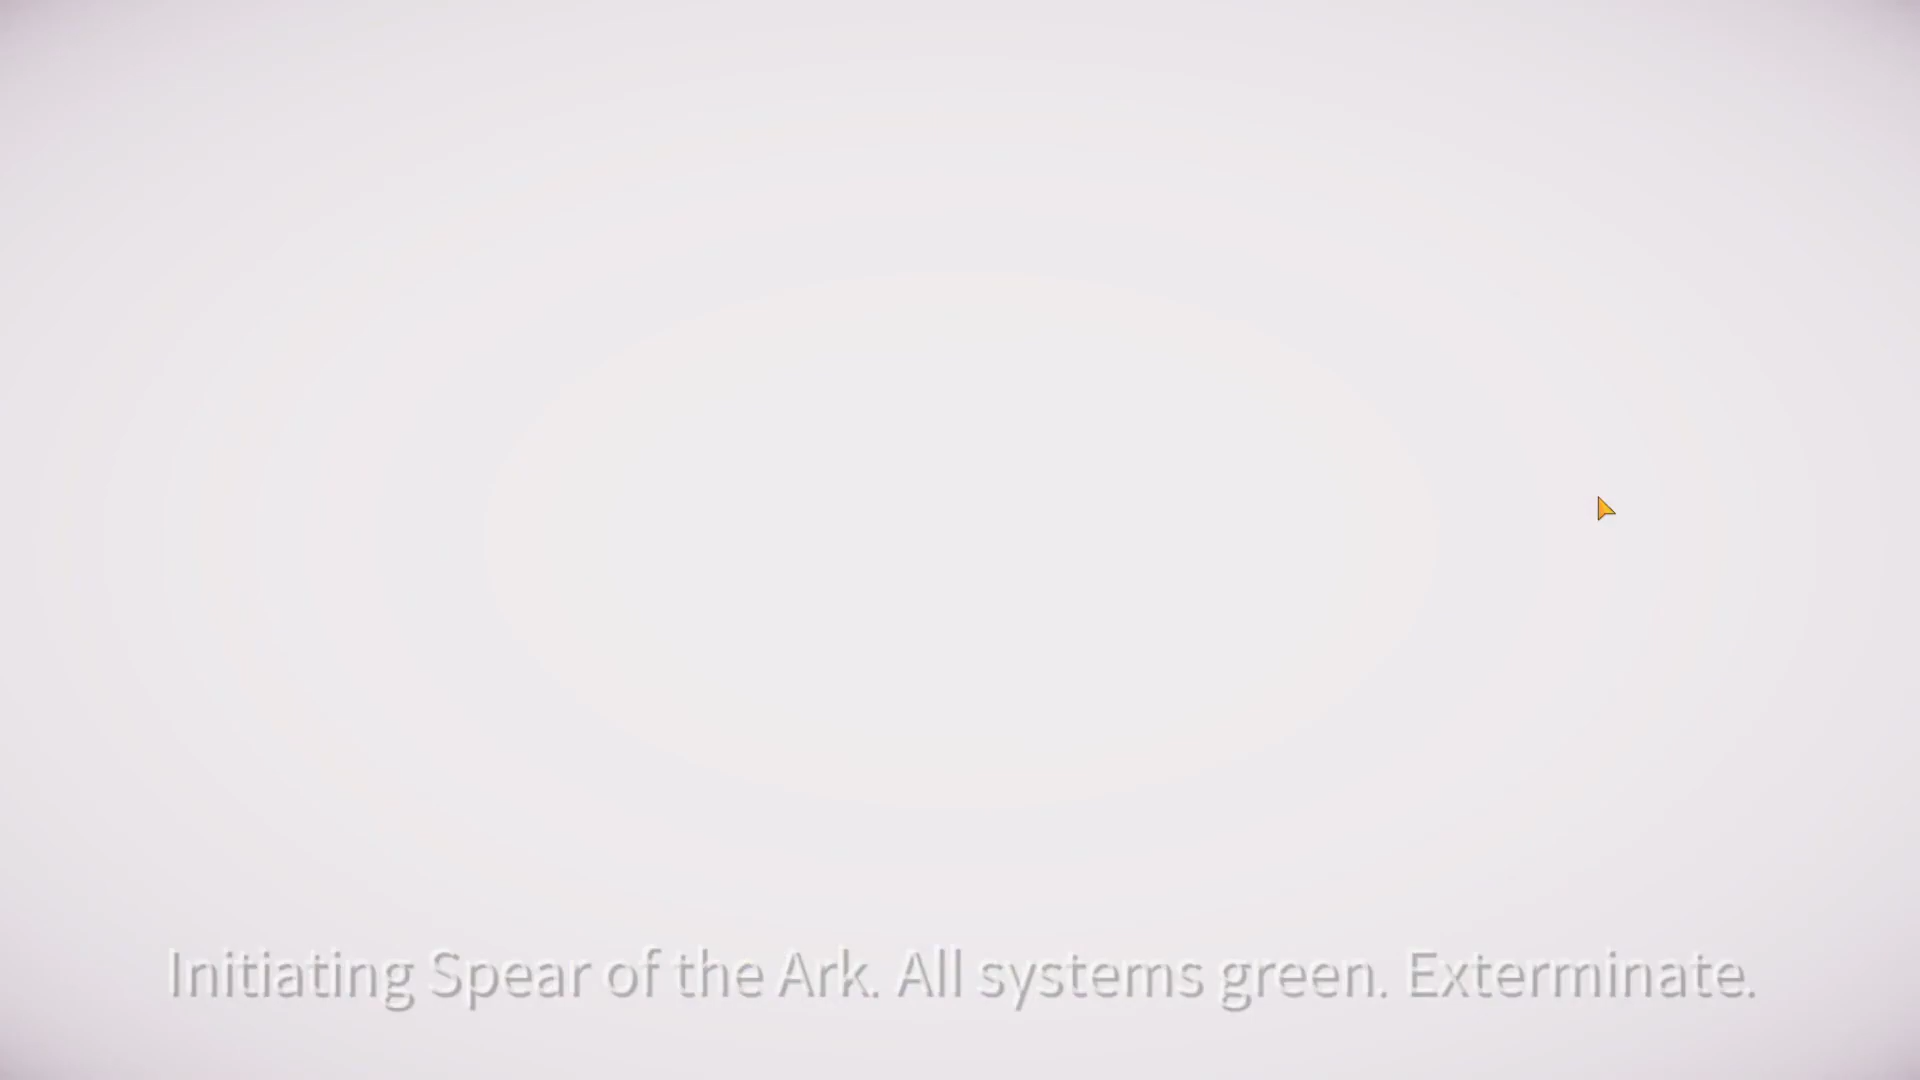 Initiating Spear of the Ark. All systems green. Exterminate.